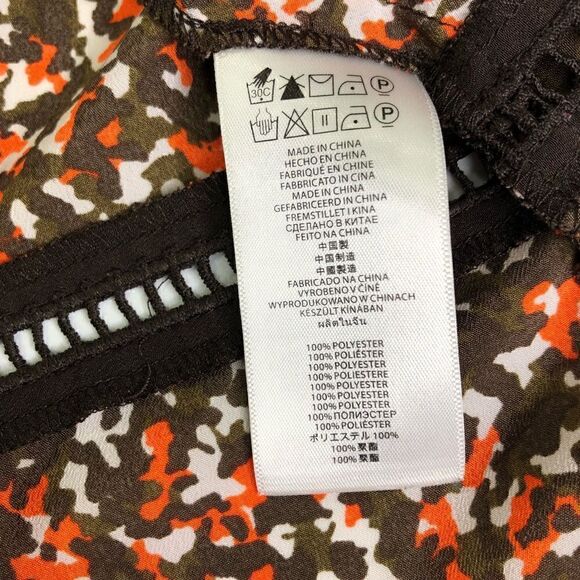 30C P
P
MADE IN CHINA
HECHO EN CHINA
FABRIQUÉ EN CHINE
FABBRICATO IN CINA
MADE IN CHINA
GEFABRICEERD IN CHINA
FREMSTILLET I KINA
СДЕЛАНО В КИТАЕ
FEITO NA CHINA
中国製
中国制造
中國製造
FABRICADO NA CHINA
VYROBENO V ČÍNĚ
WYPRODUKOWANO W CHINACH
KÉSZÜLT KÍNÁBAN
ผลิตในจีน
100% POLYESTER
100% POLIÉSTER
100% POLYESTER
100% POLIESTERE
100% POLYESTER
100% POLYESTER
100% POLYESTER
100% ПОЛИЭСТЕР
100% POLIÉSTER
ポリエステル 100%
100% 聚酯
100% 聚酯